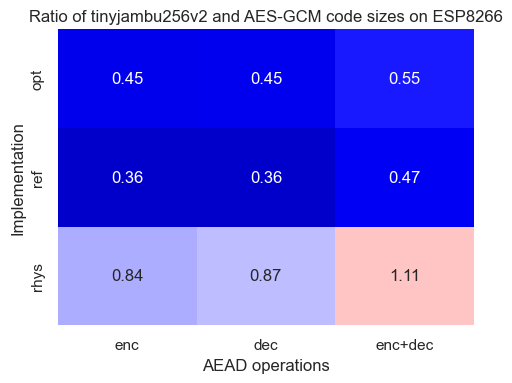 Ratio of tinyjambu256v2 and AES-GCM code sizes on ESP8266
Implementation
opt
0.45
0.45
0.55
ref
0.36
0.36
0.47
rhys
0.84
0.87
1.11
enc
dec
enc+dec
AEAD operations